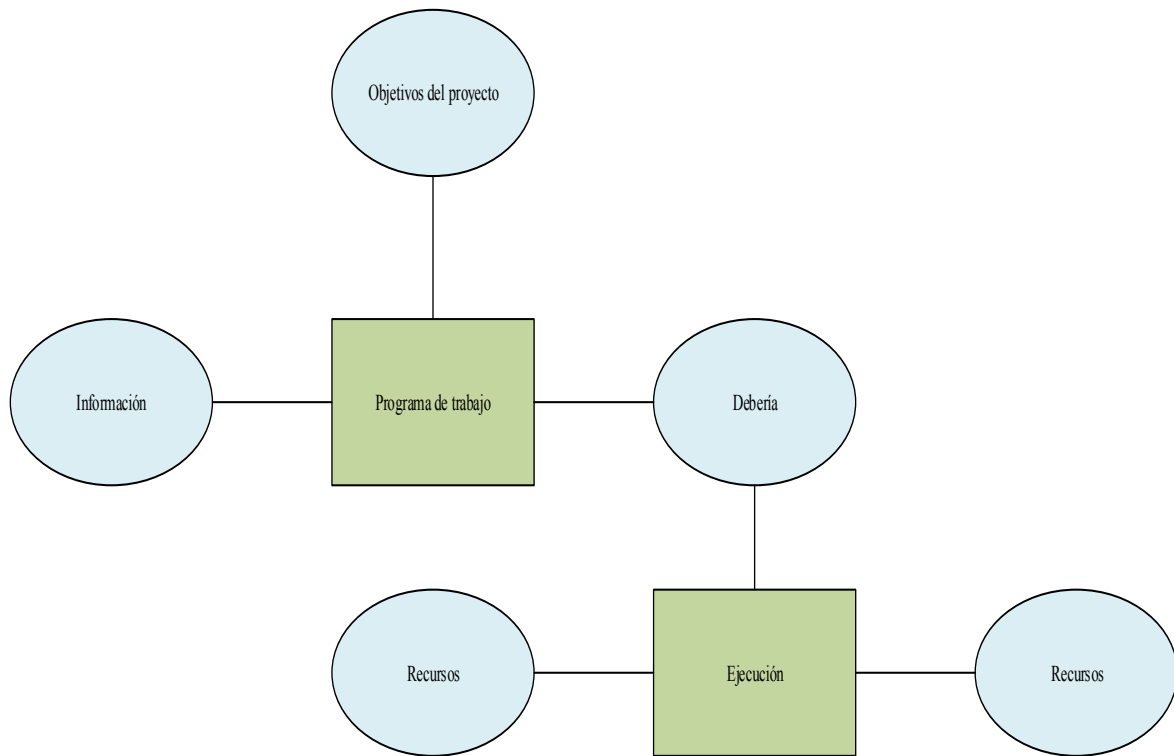 Objetivos del proyecto
Información
Programa de trabajo
Debería
Recursos
Ejecución
Recursos